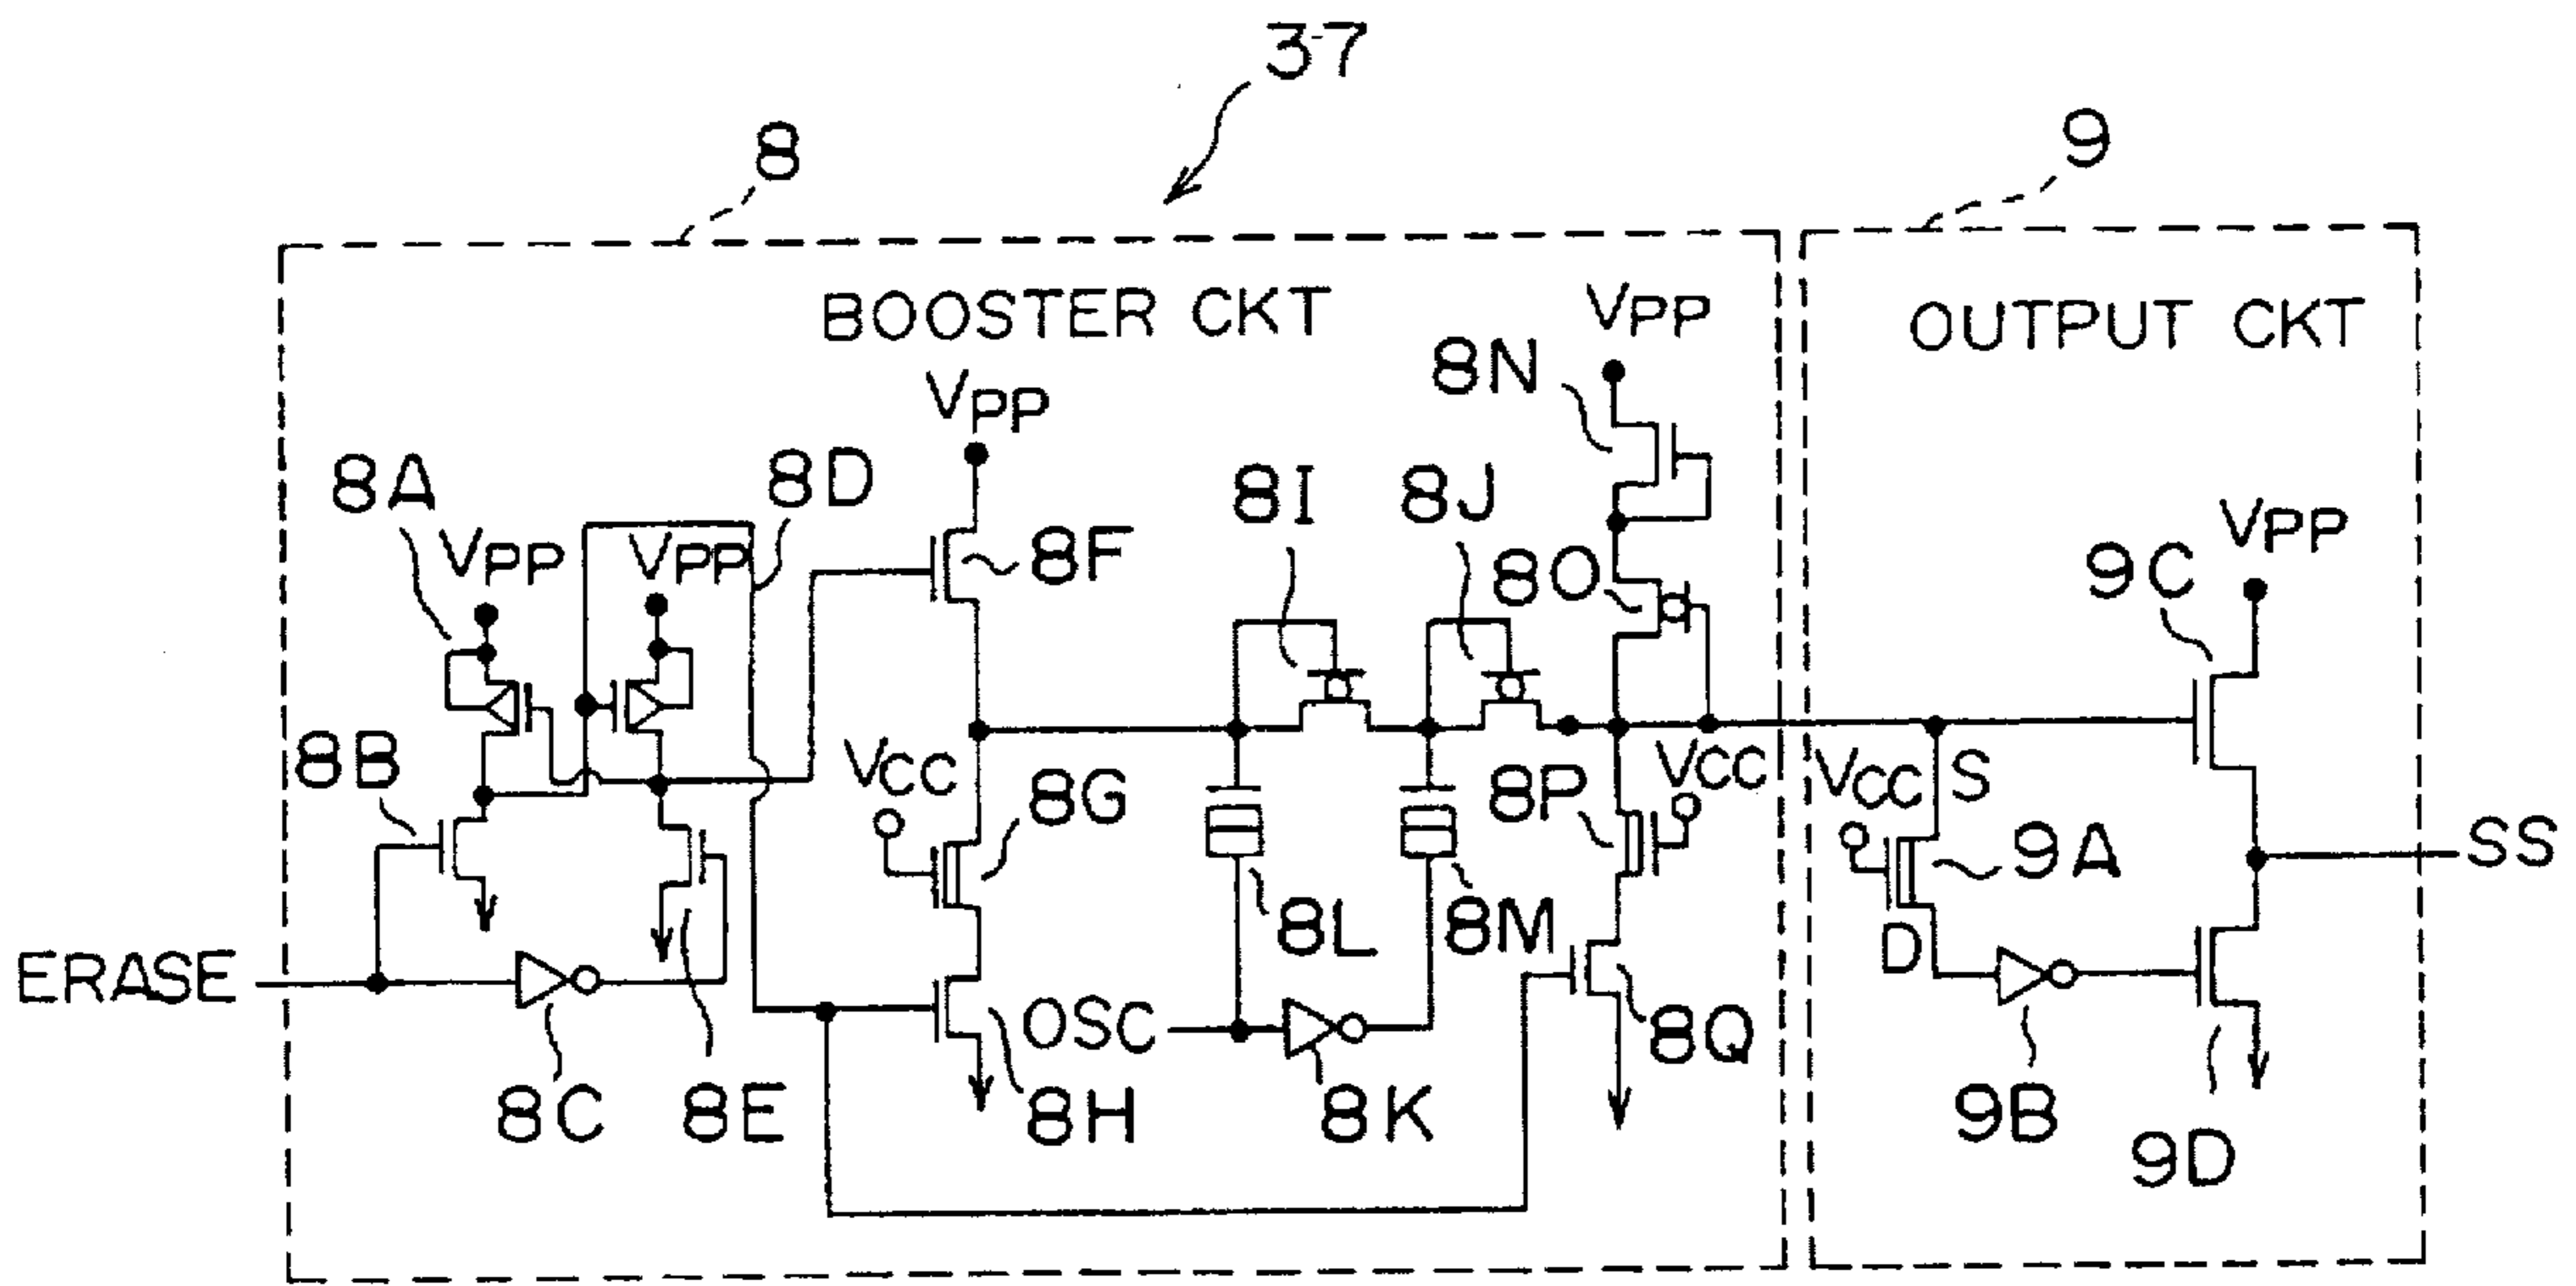 37
8
9
BOOSTER CKT
OUTPUT CKT
VPP
8N
VPP
8A
8D
8I
8J
VPP
VPP
VPP
8F
8O
9C
8B
VCC
8G
8P
VCC
VCC
S
9A
SS
8L
8M
D
ERASE
OSC
8Q
8C
8E
8H
8K
9B
9D